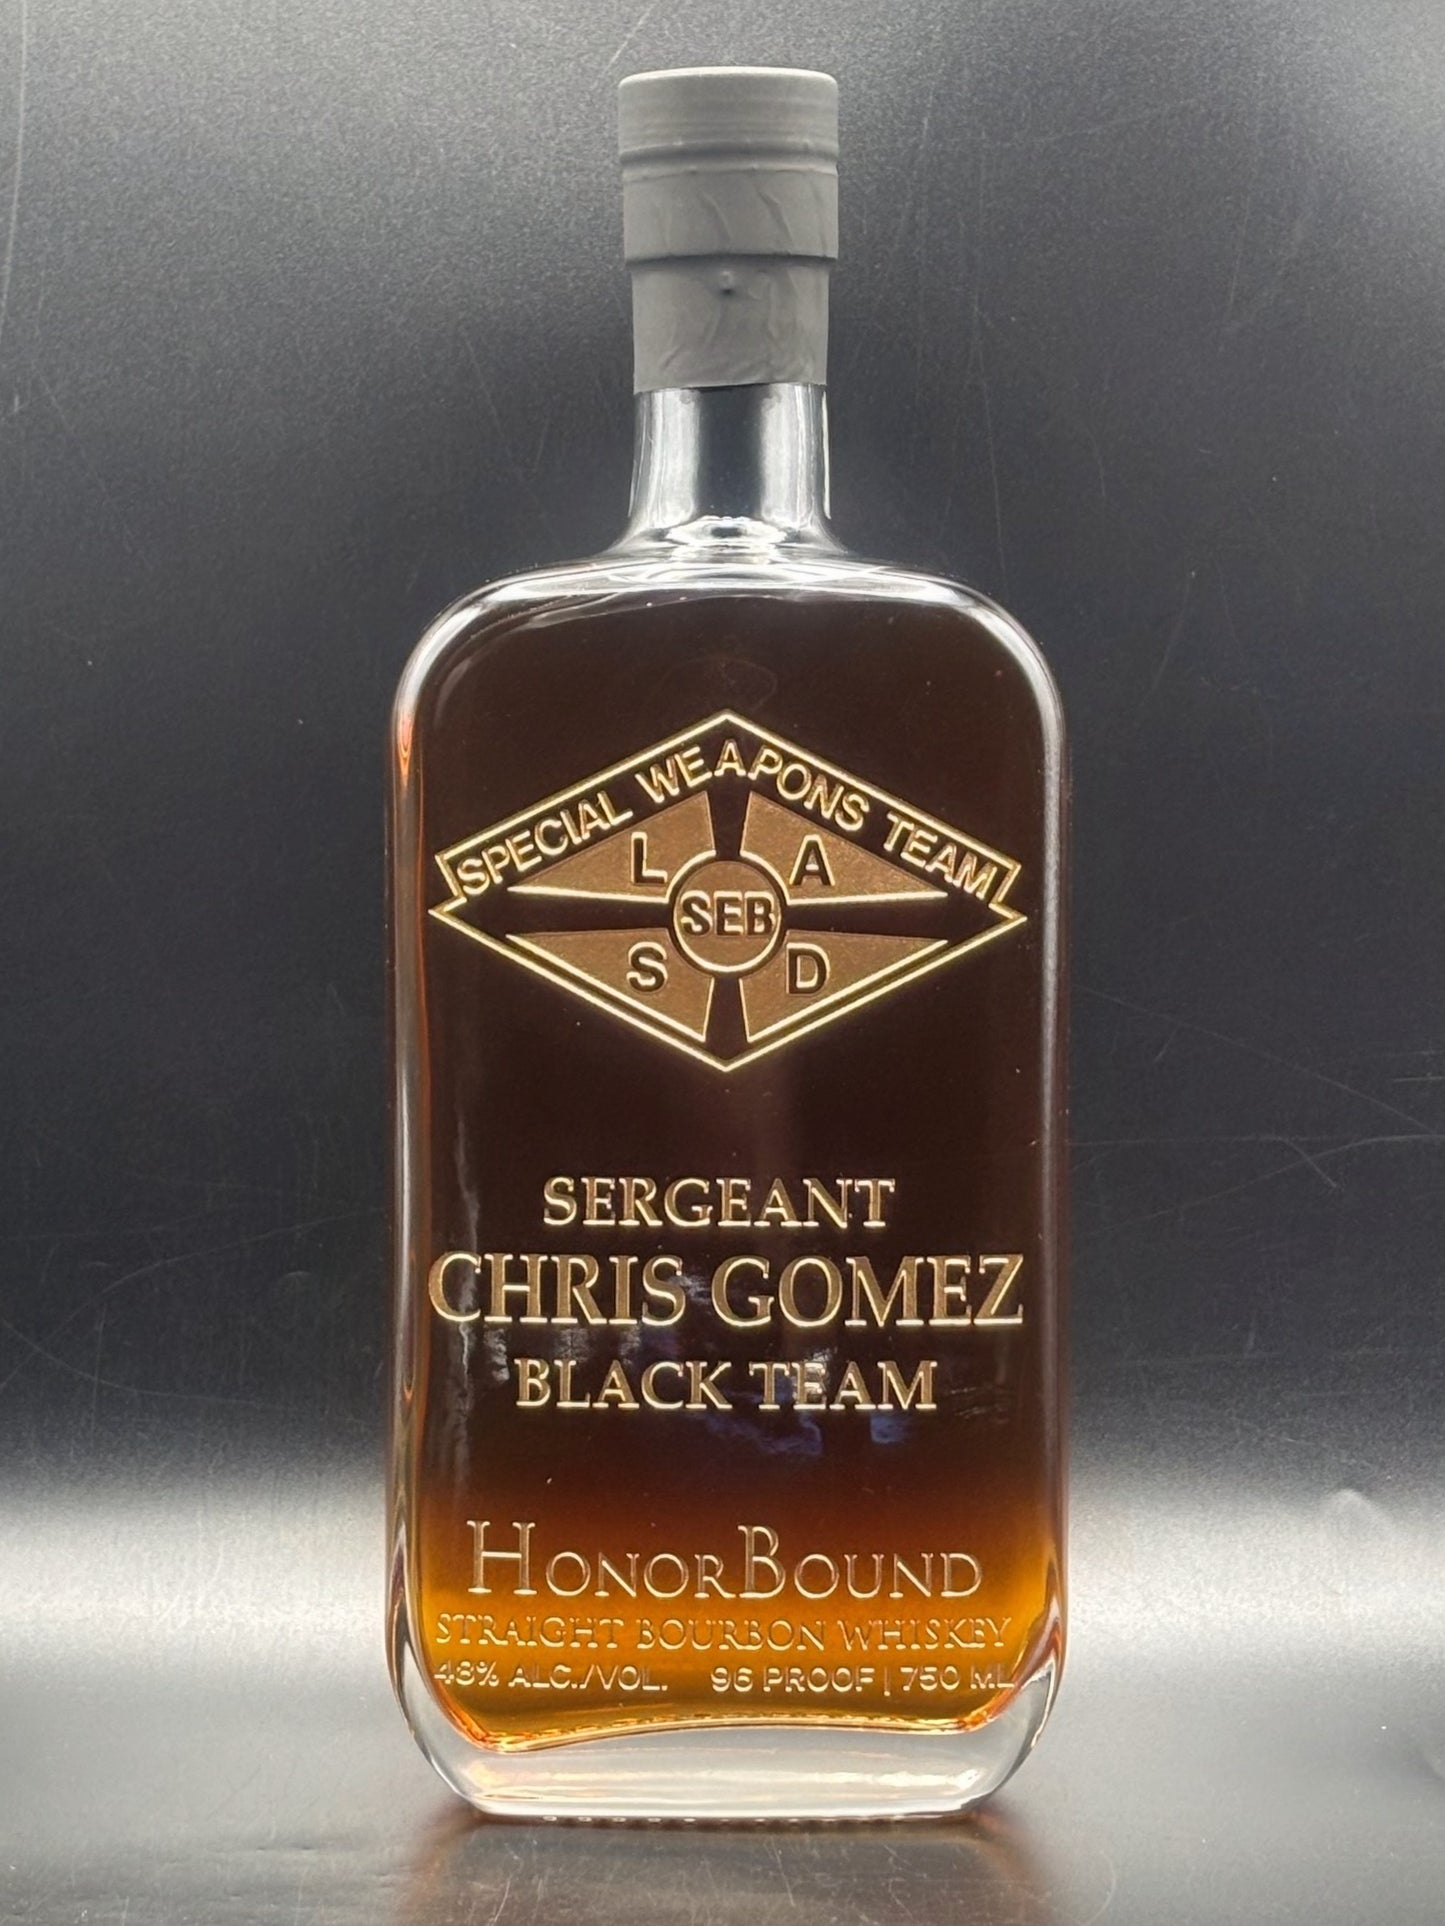 SPECIAL WEAPONS TEAM
L A
SEB
S D
SERGEANT
CHRIS GOMEZ
BLACK TEAM
HONORBOUND
STRAIGHT BOURBON WHISKEY
48% ALC./VOL. 96 PROOF | 750 ML